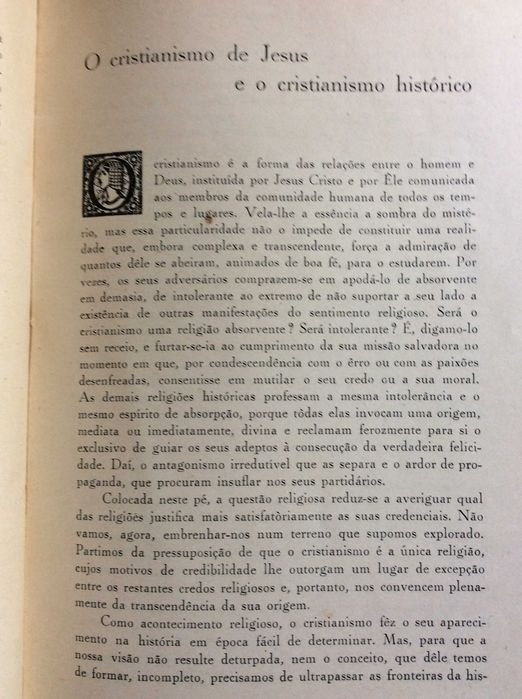 O cristianismo de Jesus
e o cristianismo histórico
O cristianismo é a forma das relações entre o homem e
Deus, instituída por Jesus Cristo e por Êle comunicada
aos membros da comunidade humana de todos os tem-
pos e lugares. Vela-lhe a essência a sombra do misté-
rio, mas essa particularidade não o impede de constituir uma reali-
dade que, embora complexa e transcendente, força a admiração de
quantos dêle se abeiram, animados de boa fé, para o estudarem. Por
vezes, os seus adversários comprazem-se em apodá-lo de absorvente
em demasia, de intolerante ao extremo de não suportar a seu lado a
existência de outras manifestações do sentimento religioso. Será o
cristianismo uma religião absorvente? Será intolerante? É, digamo-lo
sem receio, e furtar-se-ia ao cumprimento da sua missão salvadora no
momento em que, por condescendência com o êrro ou com as paixões
desenfreadas, consentisse em mutilar o seu credo ou a sua moral.
As demais religiões históricas professam a mesma intolerância e o
mesmo espírito de absorpção, porque tôdas elas invocam uma origem,
mediata ou imediatamente, divina e reclamam ferozmente para si o
exclusivo de guiar os seus adeptos à consecução da verdadeira felici-
dade. Daí, o antagonismo irredutível que as separa e o ardor de pro-
paganda, que procuram insuflar nos seus partidários.
Colocada neste pé, a questão religiosa reduz-se a averiguar qual
das religiões justifica mais satisfatòriamente as suas credenciais. Não
vamos, agora, embrenhar-nos num terreno que supomos explorado.
Partimos da pressuposição de que o cristianismo é a única religião,
cujos motivos de credibilidade lhe outorgam um lugar de excepção
entre os restantes credos religiosos e, portanto, nos convencem plena-
mente da transcendência da sua origem.
Como acontecimento religioso, o cristianismo fêz o seu apareci-
mento na história em época fácil de determinar. Mas, para que a
nossa visão não resulte deturpada, nem o conceito, que dêle temos
de formar, incompleto, precisamos de ultrapassar as fronteiras da his-